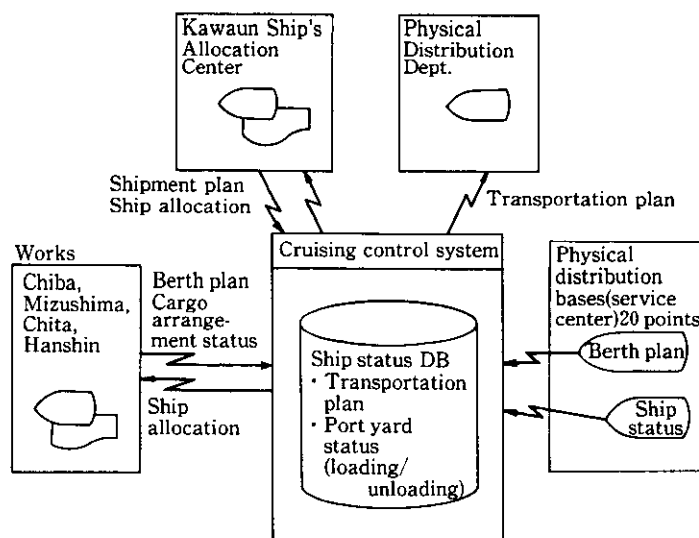 Kawaun Ship's
Allocation
Center
Physical
Distribution
Dept.
Shipment plan
Ship allocation
Transportation plan
Works
Chiba,
Mizushima,
Chita,
Hanshin
Berth plan
Cargo
arrange-
ment status
Ship
allocation
Cruising control system
Ship status DB
· Transportation
plan
· Port yard
status
(loading/
unloading)
Physical
distribution
bases(service
center)20 points
Berth plan
Ship
status